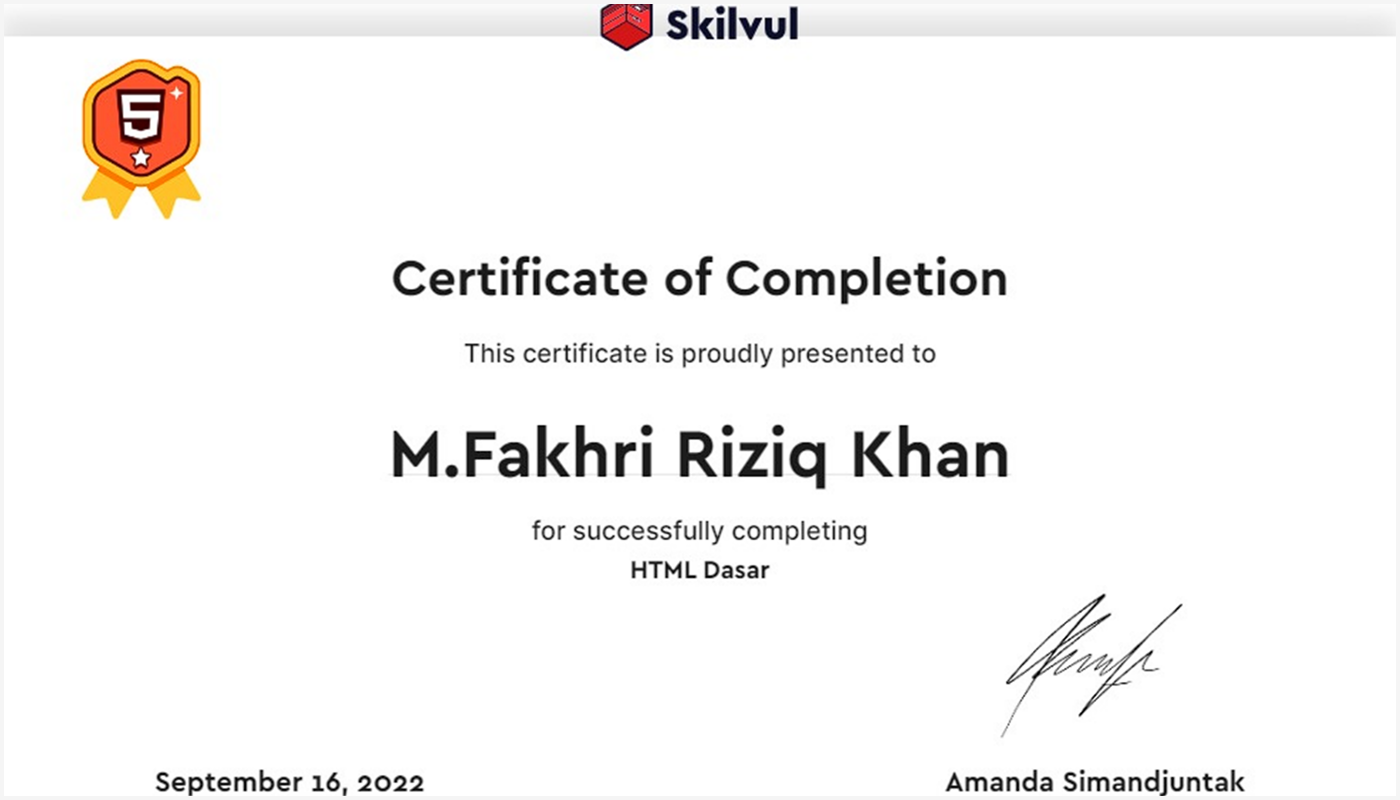 Skilvul
5
Certificate of Completion
This certificate is proudly presented to
M.Fakhri Riziq Khan
for successfully completing
HTML Dasar
September 16, 2022
Amanda Simandjuntak